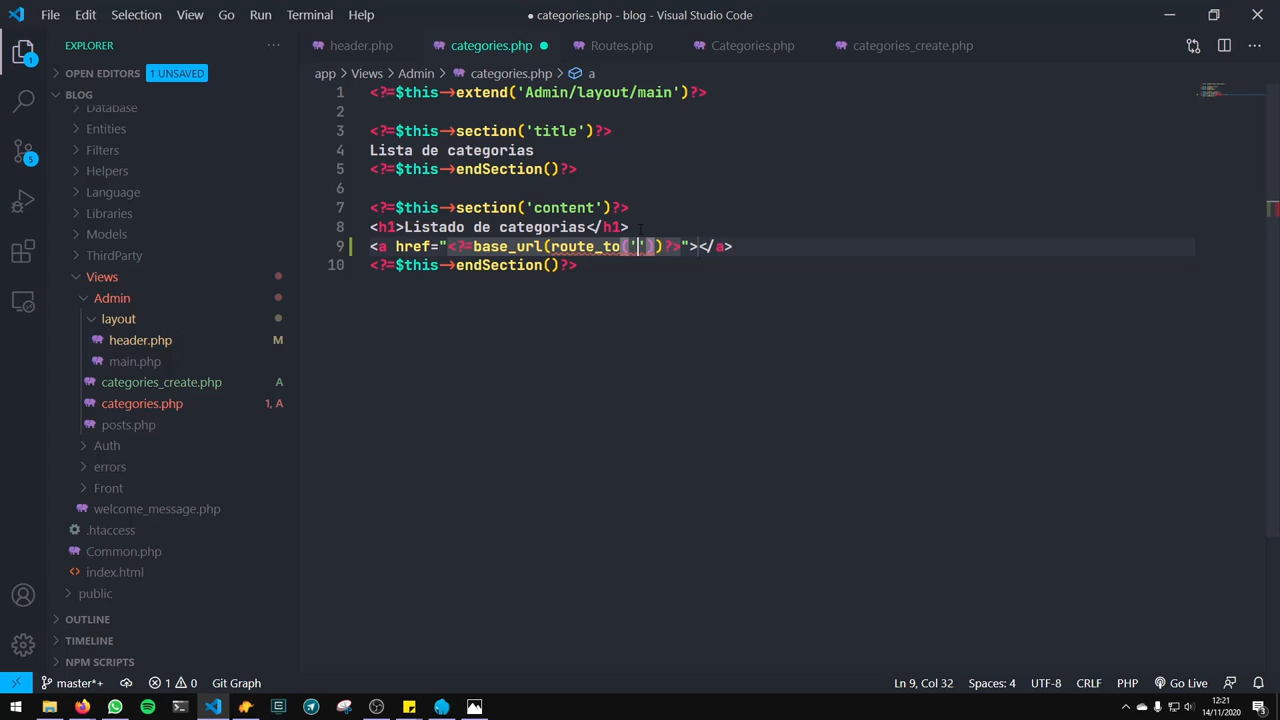 File Edit Selection View Go Run Terminal Help
● categories.php - blog - Visual Studio Code
EXPLORER
header.php categories.php Routes.php Categories.php categories_create.php
OPEN EDITORS 1 UNSAVED
app > Views > Admin > categories.php > a
BLOG
Database
Entities
Filters
Helpers
Language
Libraries
Models
ThirdParty
Views
Admin
layout
header.php M
main.php
categories_create.php A
categories.php 1, A
posts.php
Auth
errors
Front
welcome_message.php
.htaccess
Common.php
index.html
public
OUTLINE
TIMELINE
NPM SCRIPTS
1 <?=$this->extend('Admin/layout/main')?>
2
3 <?=$this->section('title')?>
4 Lista de categorias
5 <?=$this->endSection()?>
6
7 <?=$this->section('content')?>
8 <h1>Listado de categorias</h1>
9 <a href="<?=base_url(route_to(''))?>"></a>
10 <?=$this->endSection()?>
1
5
master*+ 1 0 Git Graph
Ln 9, Col 32 Spaces: 4 UTF-8 CRLF PHP Go Live
12:21
14/11/2020
3